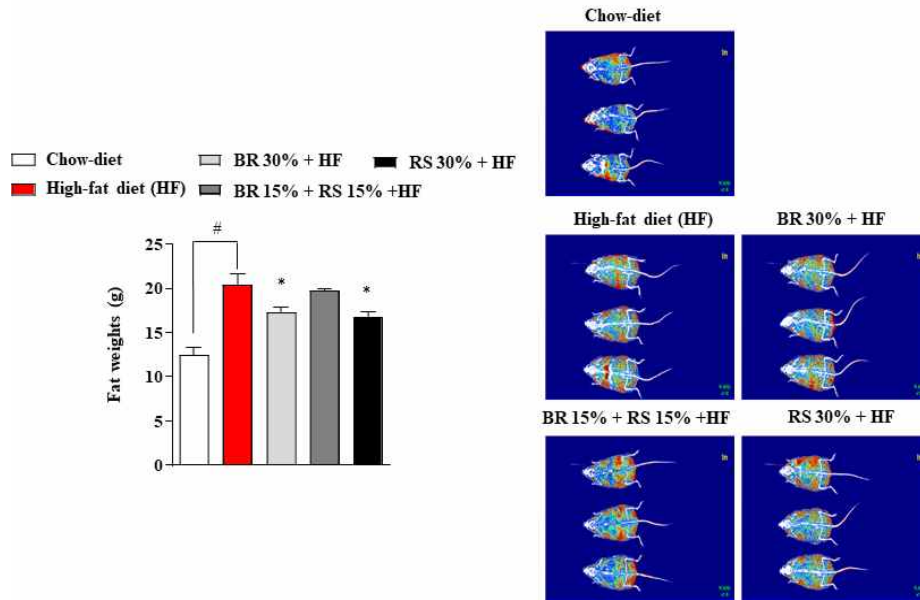 Chow-diet
Chow-diet BR 30% + HF RS 30% + HF
High-fat diet (HF) BR 15% + RS 15% +HF
High-fat diet (HF) BR 30% + HF
#
25
20
15
10
5
0
* *
Fat weights (g)
BR 15% + RS 15% +HF RS 30% + HF